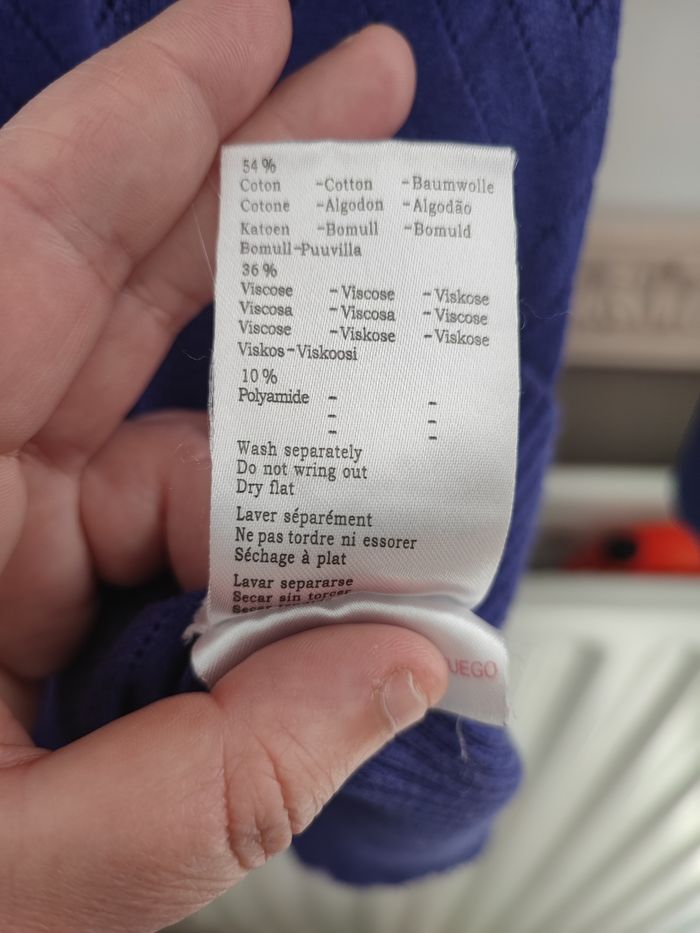 54 %
Coton -Cotton -Baumwolle
Cotone -Algodon -Algodão
Katoen -Bomull -Bomuld
Bomull-Puuvilla
36 %
Viscose -Viscose -Viskose
Viscosa -Viscosa -Viscose
Viscose -Viskose -Viskose
Viskos-Viskoosi
10 %
Polyamide - -
- -
- -
Wash separately
Do not wring out
Dry flat
Laver séparément
Ne pas tordre ni essorer
Séchage à plat
Lavar separarse
Secar sin torcer
Secar
UEGO